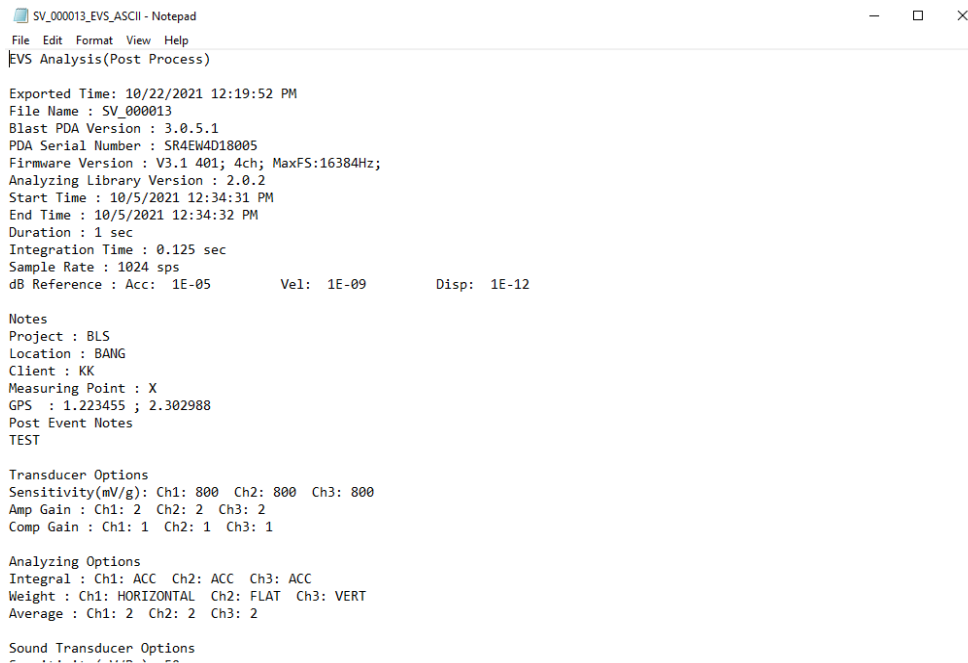 SV_000013_EVS_ASCII - Notepad
File Edit Format View Help
EVS Analysis(Post Process)
Exported Time: 10/22/2021 12:19:52 PM
File Name : SV_000013
Blast PDA Version : 3.0.5.1
PDA Serial Number : SR4EW4D18005
Firmware Version : V3.1 401; 4ch; MaxFS:16384Hz;
Analyzing Library Version : 2.0.2
Start Time : 10/5/2021 12:34:31 PM
End Time : 10/5/2021 12:34:32 PM
Duration : 1 sec
Integration Time : 0.125 sec
Sample Rate : 1024 sps
dB Reference : Acc: 1E-05 Vel: 1E-09 Disp: 1E-12
Notes
Project : BLS
Location : BANG
Client : KK
Measuring Point : X
GPS : 1.223455 ; 2.302988
Post Event Notes
TEST
Transducer Options
Sensitivity(mV/g): Ch1: 800 Ch2: 800 Ch3: 800
Amp Gain : Ch1: 2 Ch2: 2 Ch3: 2
Comp Gain : Ch1: 1 Ch2: 1 Ch3: 1
Analyzing Options
Integral : Ch1: ACC Ch2: ACC Ch3: ACC
Weight : Ch1: HORIZONTAL Ch2: FLAT Ch3: VERT
Average : Ch1: 2 Ch2: 2 Ch3: 2
Sound Transducer Options